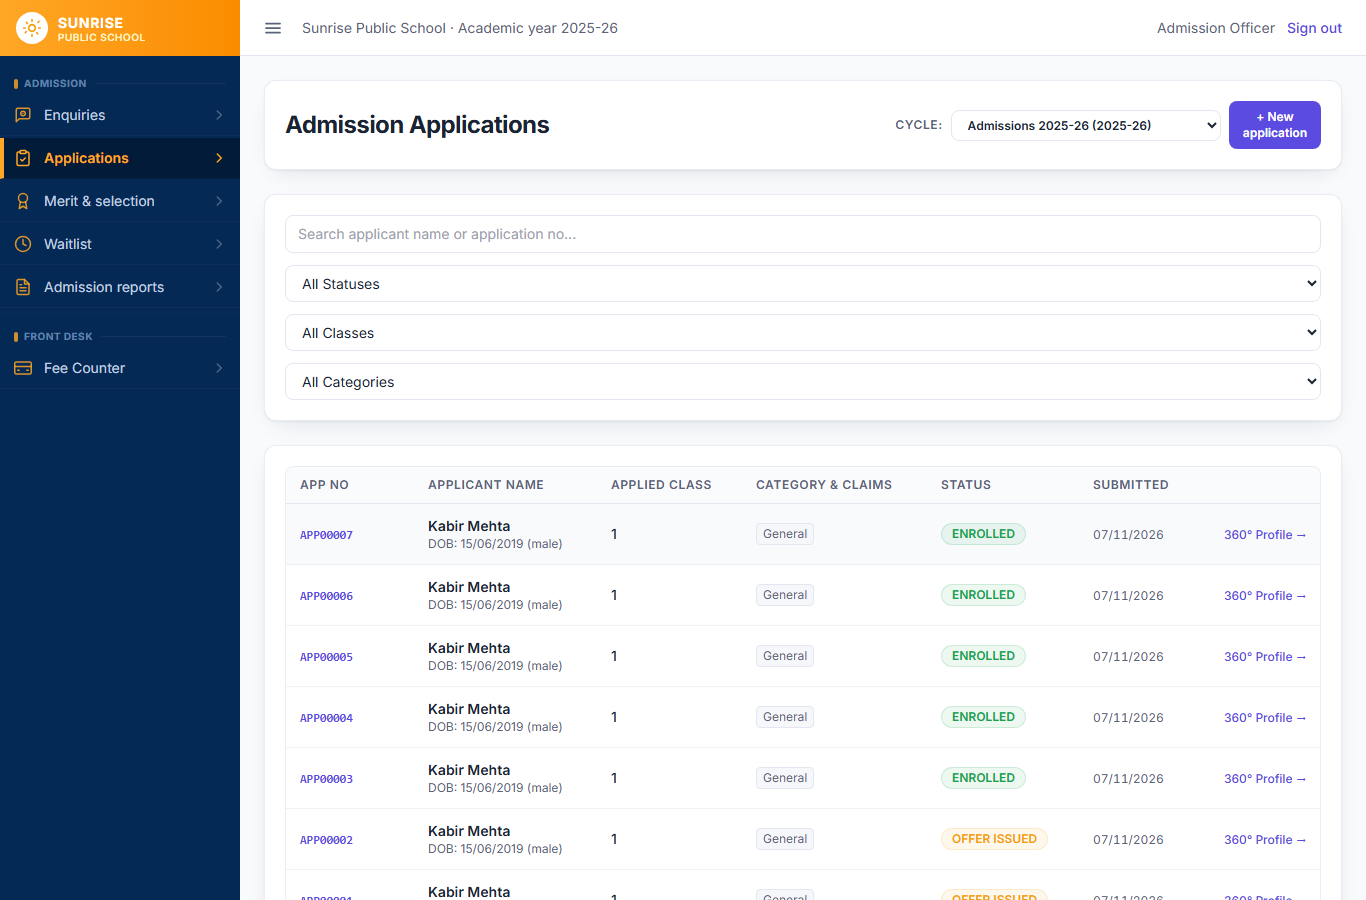 SUNRISE
PUBLIC SCHOOL
Sunrise Public School · Academic year 2025-26
Admission Officer
Sign out
ADMISSION
Enquiries
Applications
Merit & selection
Waitlist
Admission reports
FRONT DESK
Fee Counter
Admission Applications
CYCLE:
Admissions 2025-26 (2025-26)
+ New
application
Search applicant name or application no...
All Statuses
All Classes
All Categories
APP NO APPLICANT NAME APPLIED CLASS CATEGORY & CLAIMS STATUS SUBMITTED
APP00007 Kabir Mehta 1 General ENROLLED 07/11/2026 360° Profile →
DOB: 15/06/2019 (male)
APP00006 Kabir Mehta 1 General ENROLLED 07/11/2026 360° Profile →
DOB: 15/06/2019 (male)
APP00005 Kabir Mehta 1 General ENROLLED 07/11/2026 360° Profile →
DOB: 15/06/2019 (male)
APP00004 Kabir Mehta 1 General ENROLLED 07/11/2026 360° Profile →
DOB: 15/06/2019 (male)
APP00003 Kabir Mehta 1 General ENROLLED 07/11/2026 360° Profile →
DOB: 15/06/2019 (male)
APP00002 Kabir Mehta 1 General OFFER ISSUED 07/11/2026 360° Profile →
DOB: 15/06/2019 (male)
Kabir Mehta General OFFER ISSUED 07/11/2026 360° Profile